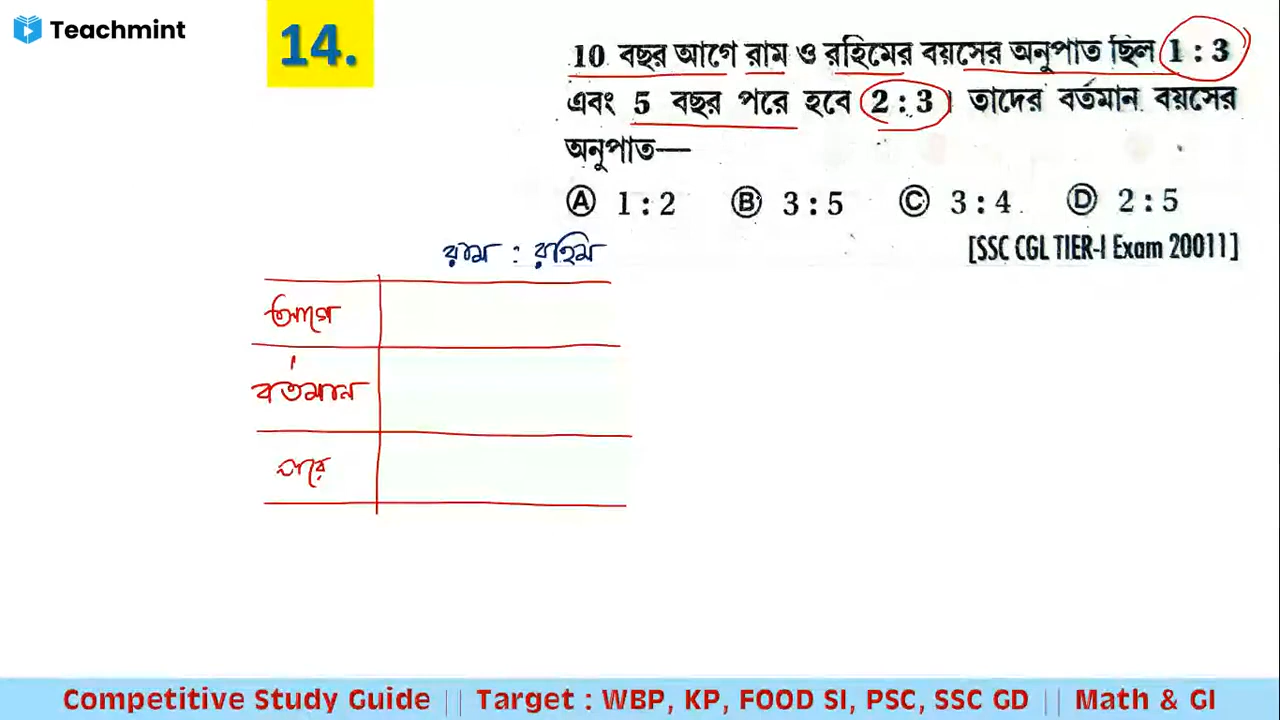 Teachmint
14.
10 বছর আগে রাম ও রহিমের বয়সের অনুপাত ছিল 1 : 3
এবং 5 বছর পরে হবে 2 : 3। তাদের বর্তমান বয়সের
অনুপাত—
Ⓐ 1 : 2 Ⓑ 3 : 5 Ⓒ 3 : 4 Ⓓ 2 : 5
[SSC CGL TIER-I Exam 20011]
রাম : রহিম
আগে
বর্তমান
পরে
Competitive Study Guide || Target : WBP, KP, FOOD SI, PSC, SSC GD || Math & GI